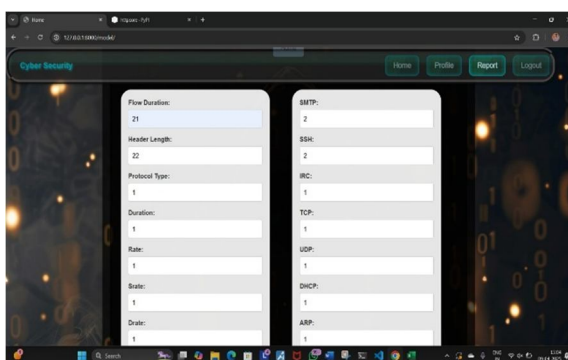 Home
127.0.0.1:8000/model/
Cyber Security
Home
Profile
Report
Logout
Flow Duration:
21
Header Length:
22
Protocol Type:
1
Duration:
1
Rate:
1
Srate:
1
Drate:
1
SMTP:
2
SSH:
2
IRC:
1
TCP:
1
UDP:
1
DHCP:
1
ARP:
1
Search
ENG
IN